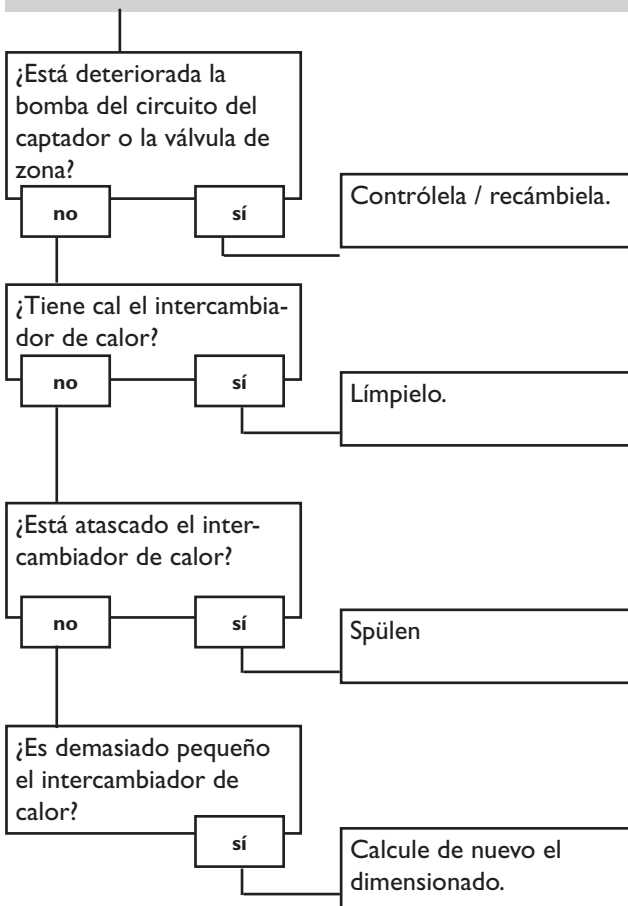 ¿Está deteriorada la
bomba del circuito del
captador o la válvula de
zona?
no
sí
Contrólela / recámbiela.
¿Tiene cal el intercambia-
dor de calor?
no
sí
Límpielo.
¿Está atascado el inter-
cambiador de calor?
no
sí
Spülen
¿Es demasiado pequeño
el intercambiador de
calor?
sí
Calcule de nuevo el
dimensionado.